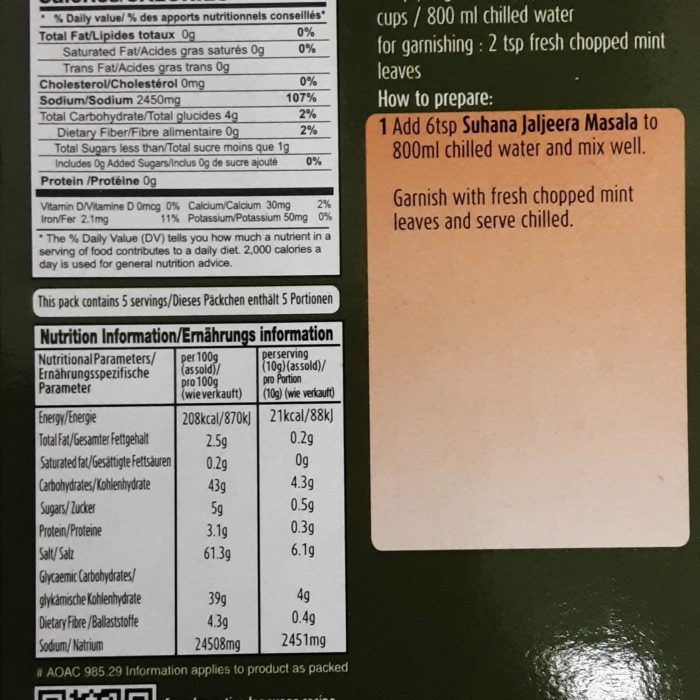 * % Daily value/ % des apports nutritionnels conseillés*
Total Fat/Lipides totaux 0g 0%
Saturated Fat/Acides gras saturés 0g 0%
Trans Fat/Acides gras trans 0g
Cholesterol/Cholestérol 0mg 0%
Sodium/Sodium 2450mg 107%
Total Carbohydrate/Total glucides 4g 2%
Dietary Fiber/Fibre alimentaire 0g 2%
Total Sugars less than/Total sucre moins que 1g
Includes 0g Added Sugars/Inclus 0g de sucre ajouté 0%
Protein /Protéine 0g
Vitamin D/Vitamine D 0mcg 0% Calcium/Calcium 30mg 2%
Iron/Fer 2.1mg 11% Potassium/Potassium 50mg 0%
* The % Daily Value (DV) tells you how much a nutrient in a
serving of food contributes to a daily diet. 2,000 calories a
day is used for general nutrition advice.
This pack contains 5 servings/Dieses Päckchen enthält 5 Portionen
Nutrition Information/Ernährungs information
Nutritional Parameters/
Ernährungsspezifische
Parameter
per 100g
(as sold)/
pro 100g
(wie verkauft)
per serving
(10g) (as sold)/
pro Portion
(10g) (wie verkauft)
Energy/Energie 208kcal/870kJ 21kcal/88kJ
Total Fat/Gesamter Fettgehalt 2.5g 0.2g
Saturated fat/Gesättigte Fettsäuren 0.2g 0g
Carbohydrates/Kohlenhydrate 43g 4.3g
Sugars/ Zucker 5g 0.5g
Protein/Proteine 3.1g 0.3g
Salt/ Salz 61.3g 6.1g
Glycaemic Carbohydrates/
glykämische Kohlenhydrate 39g 4g
Dietary Fibre /Ballaststoffe 4.3g 0.4g
Sodium/ Natrium 24508mg 2451mg
# AOAC 985.29 Information applies to product as packed
cups / 800 ml chilled water
for garnishing : 2 tsp fresh chopped mint
leaves
How to prepare:
1 Add 6tsp Suhana Jaljeera Masala to
800ml chilled water and mix well.
Garnish with fresh chopped mint
leaves and serve chilled.